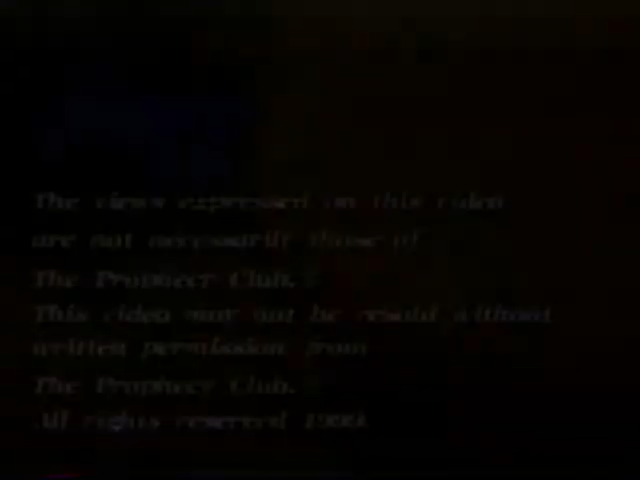 The views expressed on this video
are not necessarily those of
The Prophecy Club.
This video may not be resold without
written permission from
The Prophecy Club.
All rights reserved